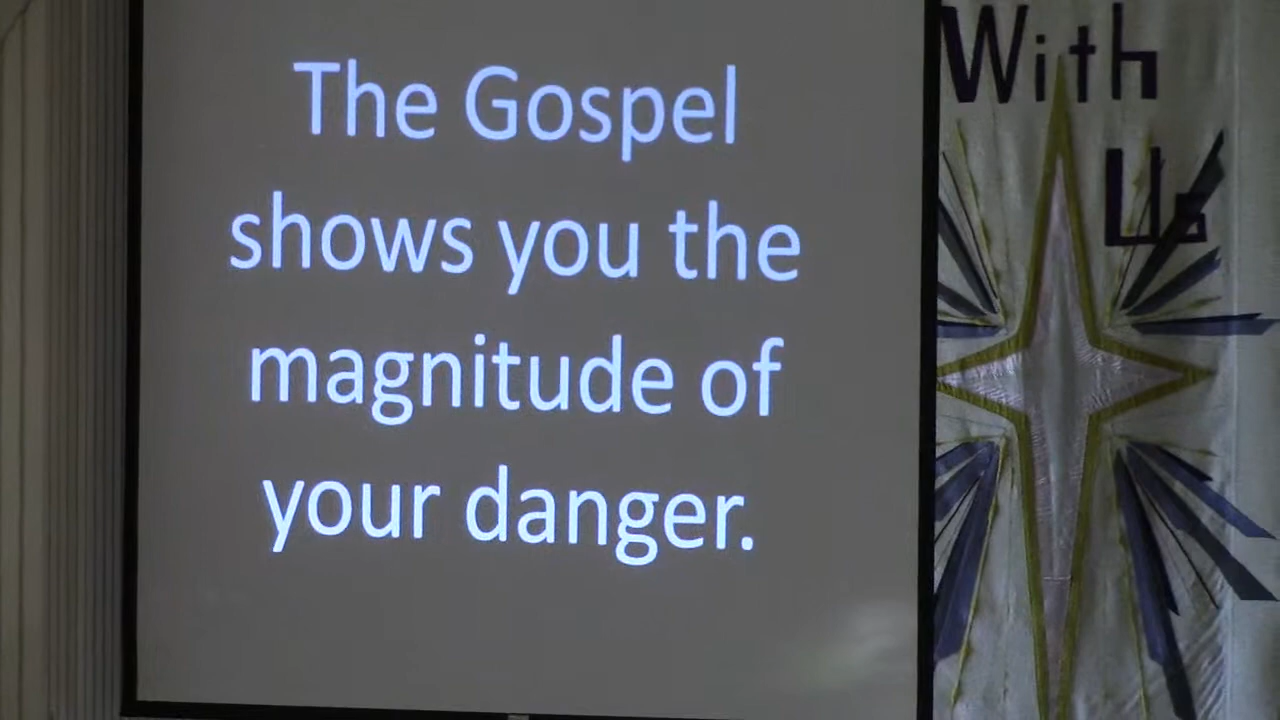 The Gospel
shows you the
magnitude of
your danger.
With
Us